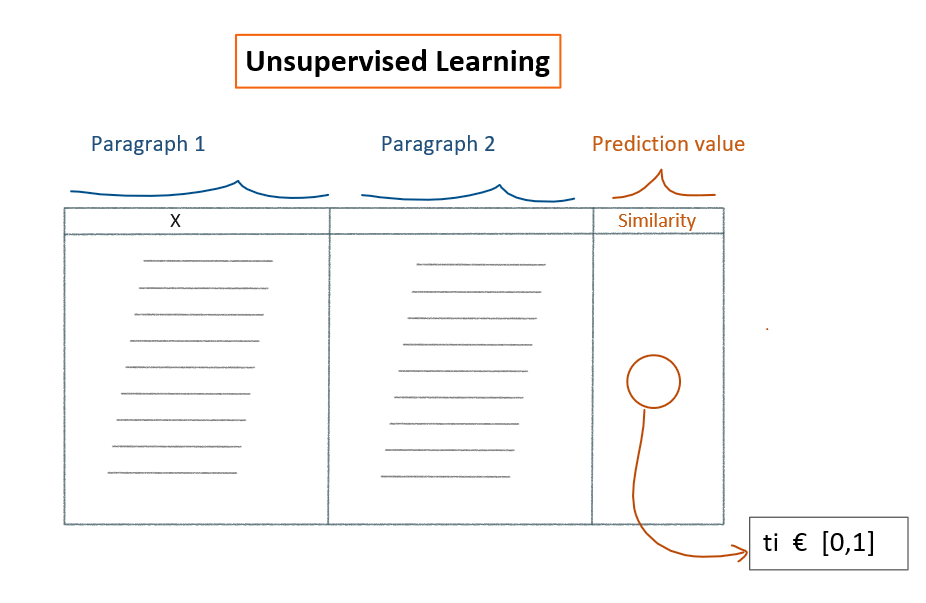 Unsupervised Learning
Paragraph 1 Paragraph 2 Prediction value
X Similarity
ti € [0,1]